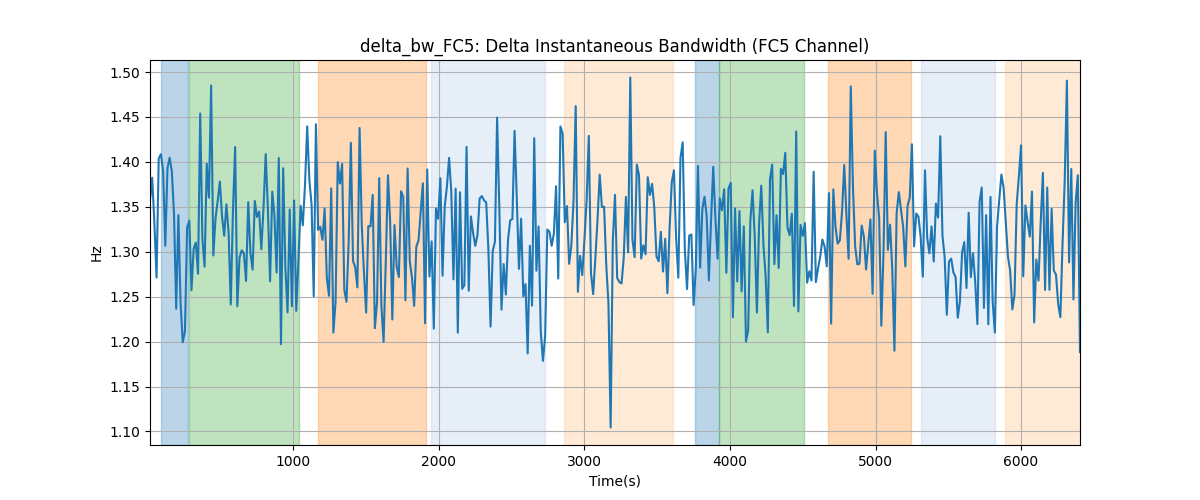 delta_bw_FC5: Delta Instantaneous Bandwidth (FC5 Channel)
1.50
1.45
1.40
1.35
1.30
1.25
1.20
1.15
1.10
Hz
1000 2000 3000 4000 5000 6000
Time(s)